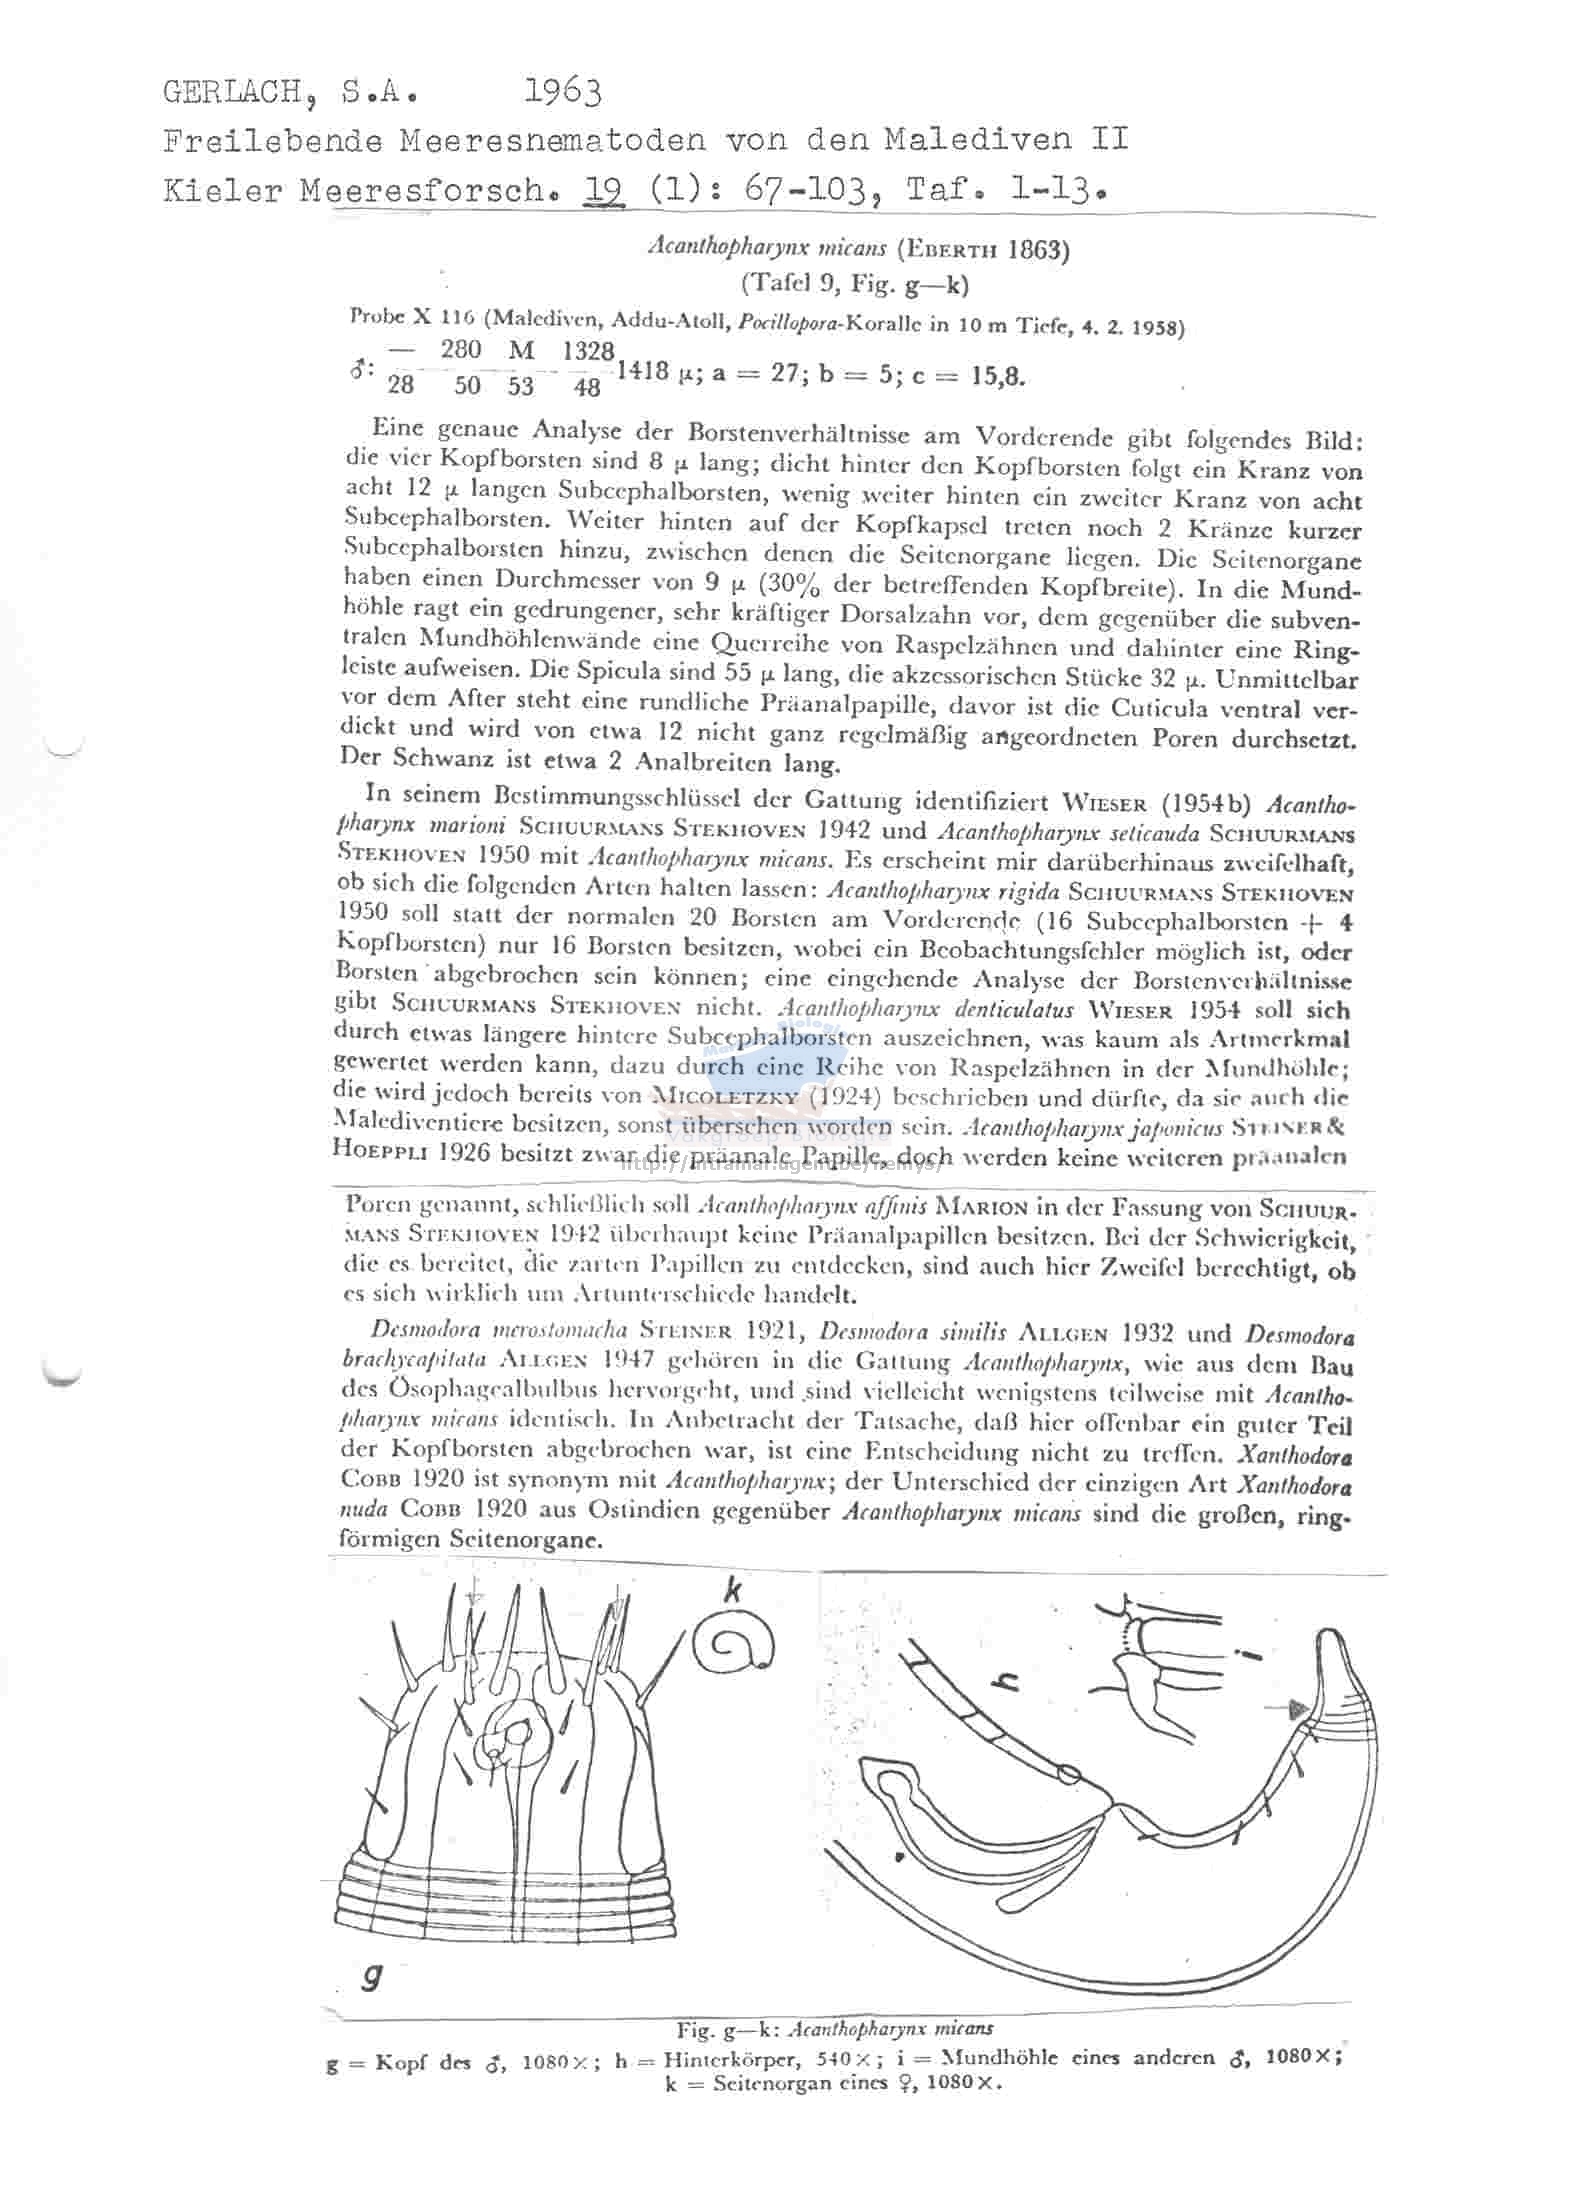 GERLACH, S.A. 1963
Freilebende Meeresnematoden von den Malediven II
Kieler Meeresforsch. 19 (1): 67-103, Taf. 1-13.
Acanthopharynx micans (EBERTH 1863)
(Tafel 9, Fig. g—k)
Probe X 116 (Malediven, Addu-Atoll, Pocillopora-Koralle in 10 m Tiefe, 4. 2. 1958)
— 280 M 1328
♂: 1418 µ; a = 27; b = 5; c = 15,8.
28 50 53 48
Eine genaue Analyse der Borstenverhältnisse am Vorderende gibt folgendes Bild:
die vier Kopfborsten sind 8 µ lang; dicht hinter den Kopfborsten folgt ein Kranz von
acht 12 µ langen Subcephalborsten, wenig weiter hinten ein zweiter Kranz von acht
Subcephalborsten. Weiter hinten auf der Kopfkapsel treten noch 2 Kränze kurzer
Subcephalborsten hinzu, zwischen denen die Seitenorgane liegen. Die Seitenorgane
haben einen Durchmesser von 9 µ (30% der betreffenden Kopfbreite). In die Mund-
höhle ragt ein gedrungener, sehr kräftiger Dorsalzahn vor, dem gegenüber die subven-
tralen Mundhöhlenwände eine Querreihe von Raspelzähnen und dahinter eine Ring-
leiste aufweisen. Die Spicula sind 55 µ lang, die akzessorischen Stücke 32 µ. Unmittelbar
vor dem After steht eine rundliche Präanalpapille, davor ist die Cuticula ventral ver-
dickt und wird von etwa 12 nicht ganz regelmäßig angeordneten Poren durchsetzt.
Der Schwanz ist etwa 2 Analbreiten lang.
In seinem Bestimmungsschlüssel der Gattung identifiziert WIESER (1954b) Acantho-
pharynx marioni SCHUURMANS STEKHOVEN 1942 und Acanthopharynx seticauda SCHUURMANS
STEKHOVEN 1950 mit Acanthopharynx micans. Es erscheint mir darüberhinaus zweifelhaft,
ob sich die folgenden Arten halten lassen: Acanthopharynx rigida SCHUURMANS STEKHOVEN
1950 soll statt der normalen 20 Borsten am Vorderende (16 Subcephalborsten + 4
Kopfborsten) nur 16 Borsten besitzen, wobei ein Beobachtungsfehler möglich ist, oder
Borsten abgebrochen sein können; eine eingehende Analyse der Borstenverhältnisse
gibt SCHUURMANS STEKHOVEN nicht. Acanthopharynx denticulatus WIESER 1954 soll sich
durch etwas längere hintere Subcephalborsten auszeichnen, was kaum als Artmerkmal
gewertet werden kann, dazu durch eine Reihe von Raspelzähnen in der Mundhöhle;
die wird jedoch bereits von MICOLETZKY (1924) beschrieben und dürfte, da sie auch die
Malediventiere besitzen, sonst übersehen worden sein. Acanthopharynx japonicus STEINER &
HOEPPLI 1926 besitzt zwar die präanale Papille, doch werden keine weiteren präanalen
Marine Biologie
Vakgroep Biologie
http://intramar.ugent.be/nemys/
Poren genannt, schließlich soll Acanthopharynx affinis MARION in der Fassung von SCHUUR-
MANS STEKHOVEN 1942 überhaupt keine Präanalpapillen besitzen. Bei der Schwierigkeit,
die es bereitet, die zarten Papillen zu entdecken, sind auch hier Zweifel berechtigt, ob
es sich wirklich um Artunterschiede handelt.
Desmodora merostomacha STEINER 1921, Desmodora similis ALLGEN 1932 und Desmodora
brachycapitata ALLGEN 1947 gehören in die Gattung Acanthopharynx, wie aus dem Bau
des Ösophagealbulbus hervorgeht, und sind vielleicht wenigstens teilweise mit Acantho-
pharynx micans identisch. In Anbetracht der Tatsache, daß hier offenbar ein guter Teil
der Kopfborsten abgebrochen war, ist eine Entscheidung nicht zu treffen. Xanthodora
COBB 1920 ist synonym mit Acanthopharynx; der Unterschied der einzigen Art Xanthodora
nuda COBB 1920 aus Ostindien gegenüber Acanthopharynx micans sind die großen, ring-
förmigen Seitenorgane.
k
h
i
g
Fig. g—k: Acanthopharynx micans
g = Kopf des ♂, 1080×; h = Hinterkörper, 540×; i = Mundhöhle eines anderen ♂, 1080×;
k = Seitenorgan eines ♀, 1080×.